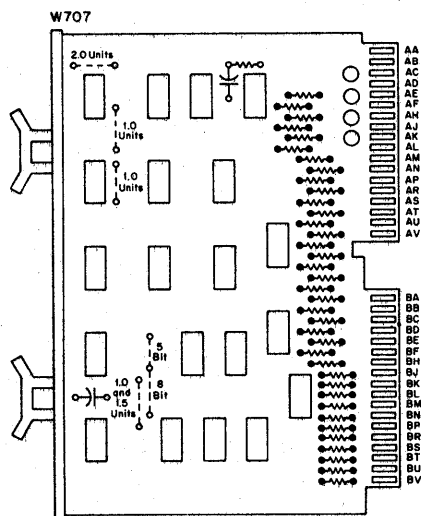 W707
2.0 Units
1.0
Units
1.0
Units
5
Bit
8
Bit
1.0
and
1.5
Units
AA
AB
AC
AD
AE
AF
AH
AJ
AK
AL
AM
AN
AP
AR
AS
AT
AU
AV
BA
BB
BC
BD
BE
BF
BH
BJ
BK
BL
BM
BN
BP
BR
BS
BT
BU
BV